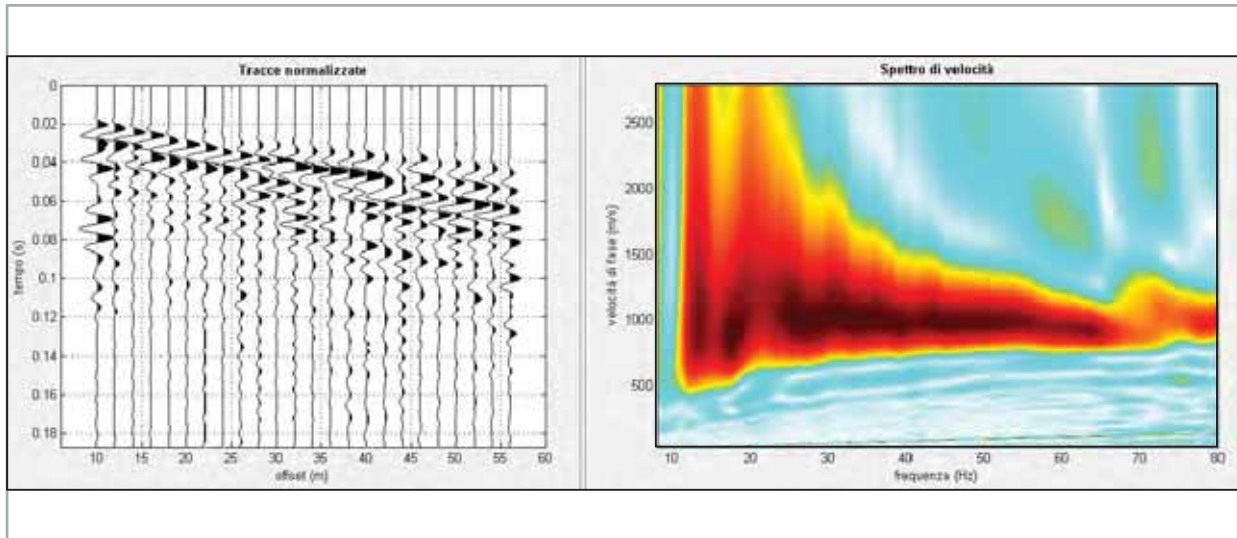 Tracce normalizzate
0
0.02
0.04
0.06
0.08
0.1
0.12
0.14
0.16
0.18
tempo (s)
10 15 20 25 30 35 40 45 50 55 60
offset (m)
Spettro di velocità
2500
2000
1500
1000
500
velocità di fase (m/s)
10 20 30 40 50 60 70 80
frequenza (Hz)